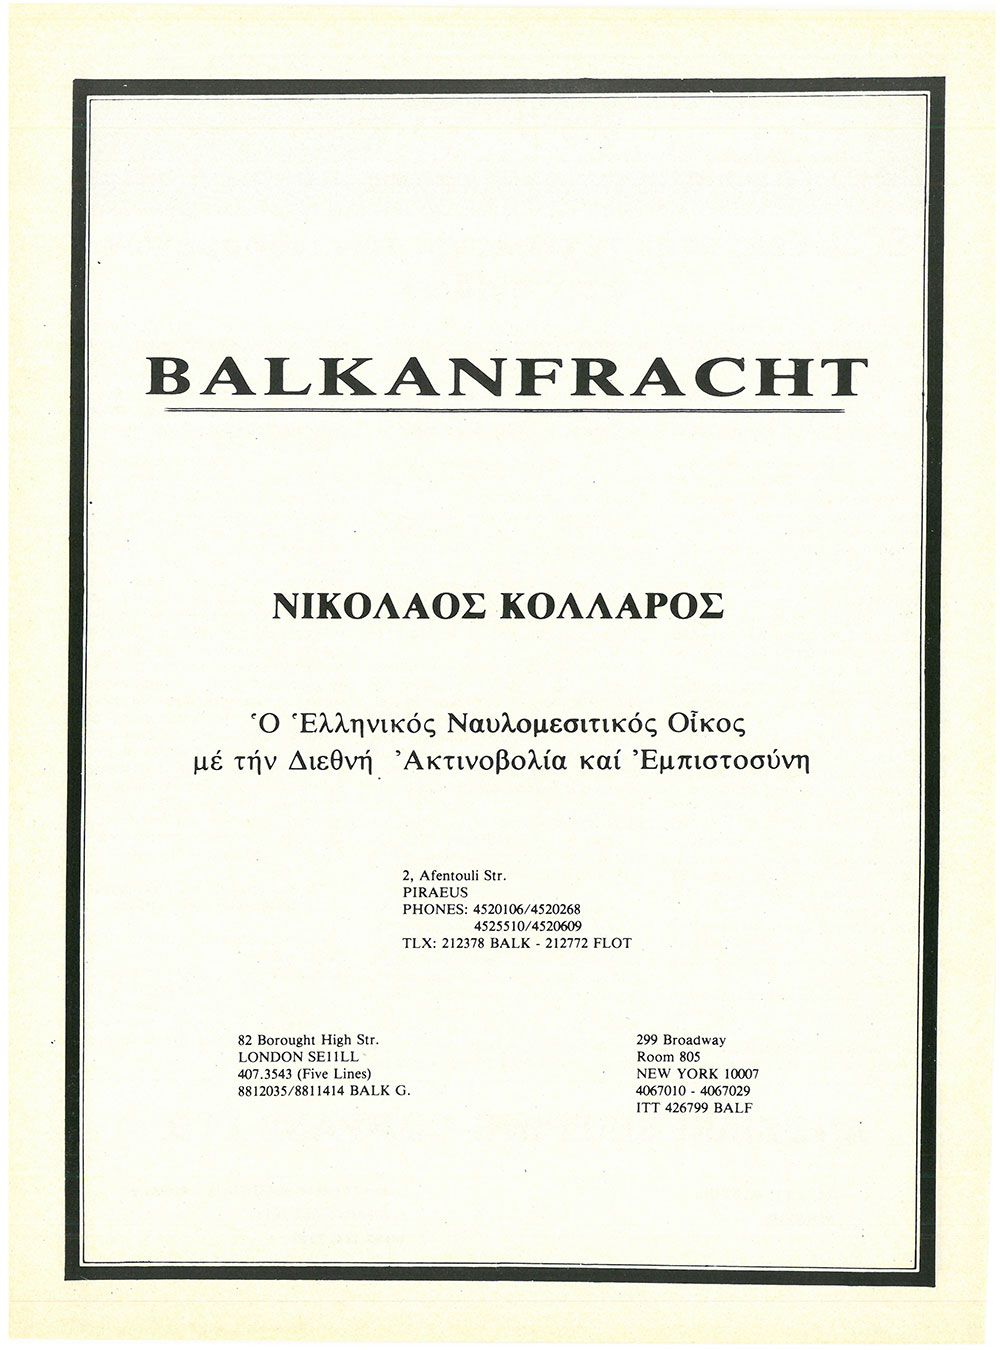 BALKANFRACHT
ΝΙΚΟΛΑΟΣ ΚΟΛΛΑΡΟΣ
Ὁ Ἑλληνικός Ναυλομεσιτικός Οἶκος
μέ τήν Διεθνή Ἀκτινοβολία καί Ἐμπιστοσύνη
2, Afentouli Str.
PIRAEUS
PHONES: 4520106/4520268
4525510/4520609
TLX: 212378 BALK - 212772 FLOT
82 Borought High Str.
LONDON SE11LL
407.3543 (Five Lines)
8812035/8811414 BALK G.
299 Broadway
Room 805
NEW YORK 10007
4067010 - 4067029
ITT 426799 BALF